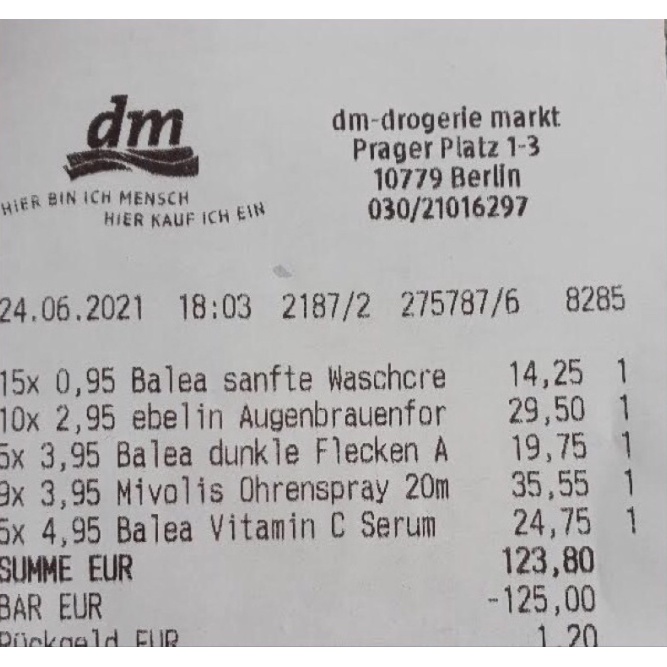 dm
HIER BIN ICH MENSCH
HIER KAUF ICH EIN
dm-drogerie markt
Prager Platz 1-3
10779 Berlin
030/21016297
24.06.2021 18:03 2187/2 275787/6 8285
15x 0,95 Balea sanfte Waschcre 14,25 1
10x 2,95 ebelin Augenbrauenfor 29,50 1
5x 3,95 Balea dunkle Flecken A 19,75 1
9x 3,95 Mivolis Ohrenspray 20m 35,55 1
5x 4,95 Balea Vitamin C Serum 24,75 1
SUMME EUR 123,80
BAR EUR -125,00
Rückgeld EUR 1,20